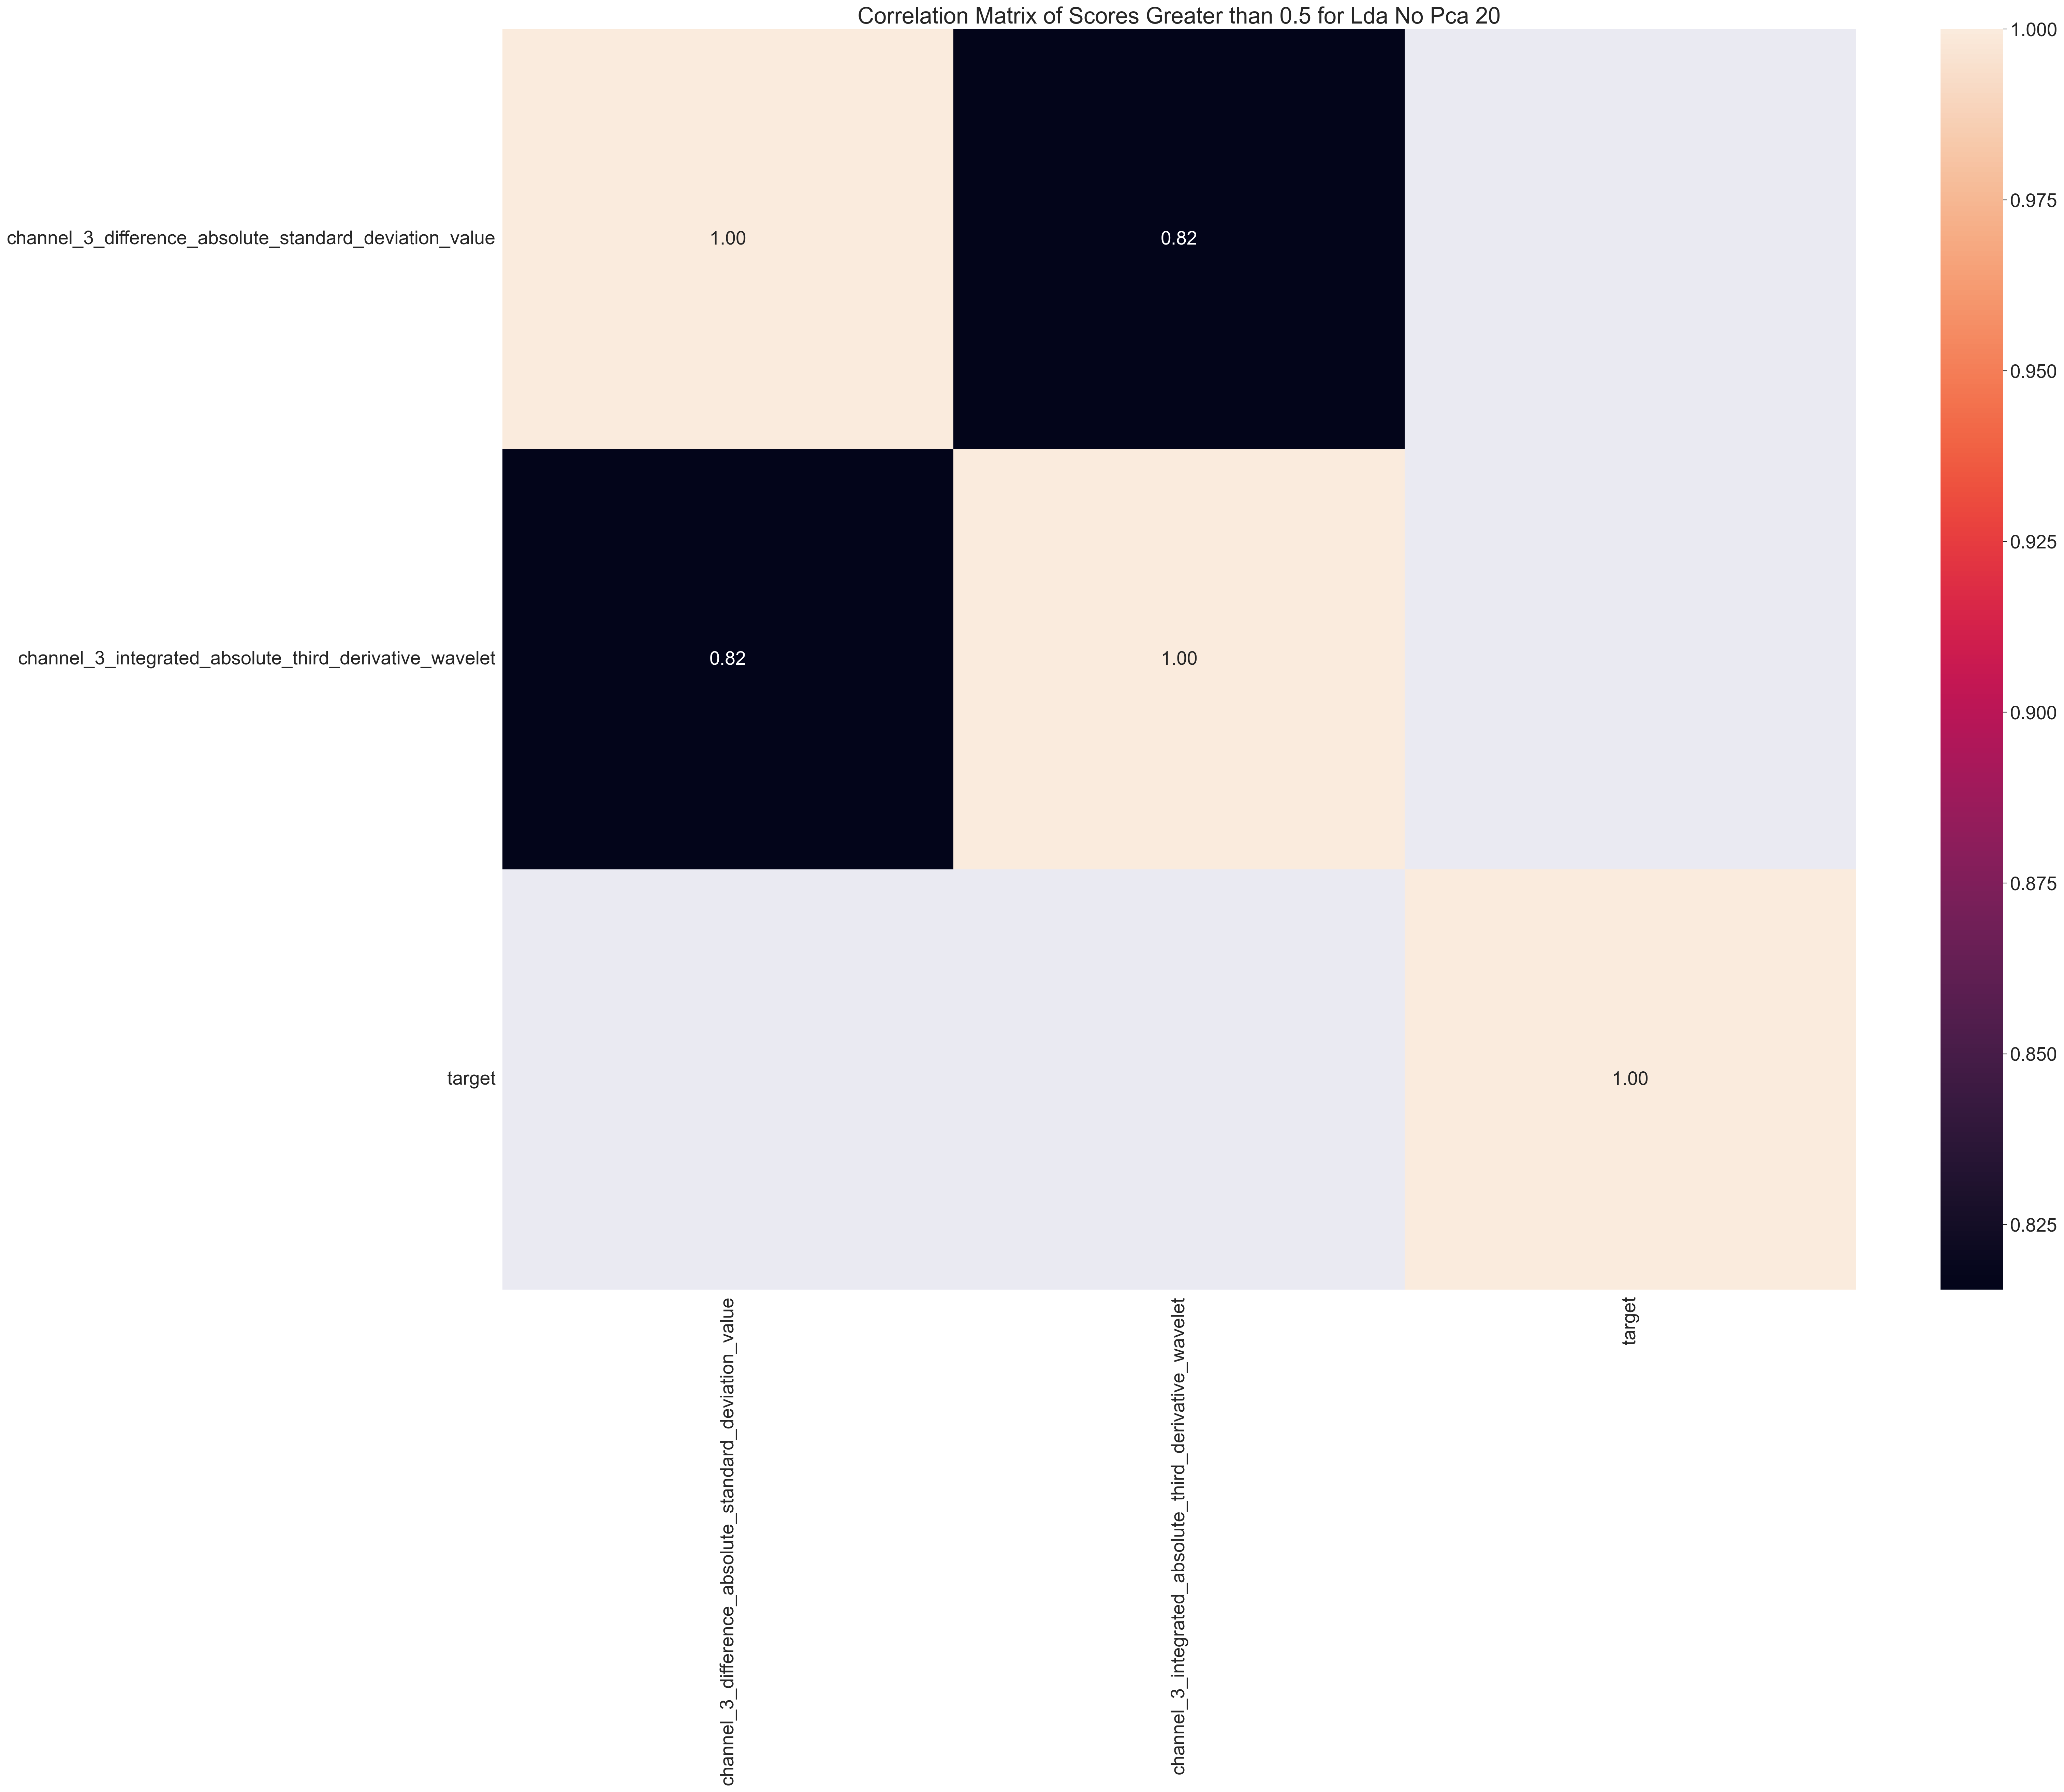 Correlation Matrix of Scores Greater than 0.5 for Lda No Pca 20
channel_3_difference_absolute_standard_deviation_value
1.00
0.82
channel_3_integrated_absolute_third_derivative_wavelet
0.82
1.00
target
1.00
channel_3_difference_absolute_standard_deviation_value
channel_3_integrated_absolute_third_derivative_wavelet
target
1.000
0.975
0.950
0.925
0.900
0.875
0.850
0.825